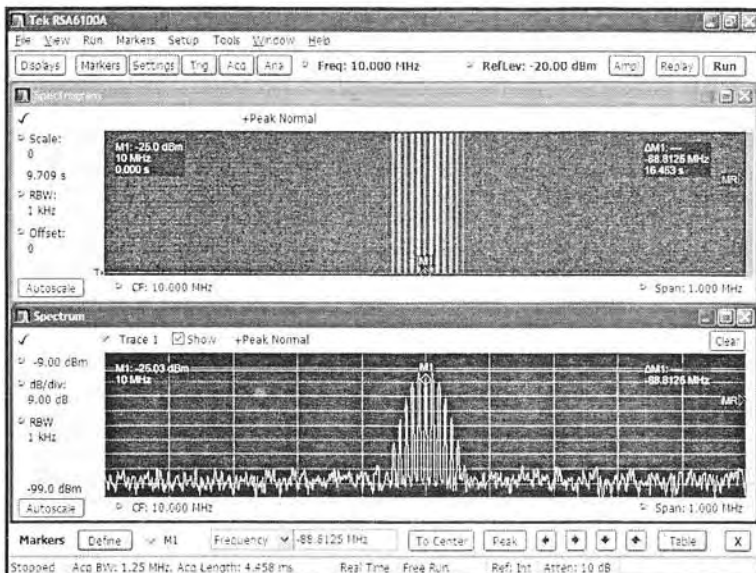 Tek RSA6100A
File View Run Markers Setup Tools Window Help
Displays Markers Settings Trig Acq Ana Freq: 10.000 MHz RefLev: -20.00 dBm Ampl Replay Run
Spectrogram
+Peak Normal
Scale:
0
9.709 s
RBW:
1 kHz
Offset:
0
Autoscale
M1: -25.0 dBm
10 MHz
0.000 s
ΔM1: ---
-88.8125 MHz
16.453 s
MR
M1
CF: 10.000 MHz Span: 1.000 MHz
Spectrum
Trace 1 Show +Peak Normal Clear
-9.00 dBm
dB/div:
9.00 dB
RBW
1 kHz
-99.0 dBm
Autoscale
M1: -25.03 dBm
10 MHz
M1
ΔM1: ---
-88.8125 MHz
MR
CF: 10.000 MHz Span: 1.000 MHz
Markers Define M1 Frequency -88.8125 MHz To Center Peak Table X
Stopped Acq BW: 1.25 MHz, Acq Length: 4.458 ms Real Time Free Run Ref: Int Atten: 10 dB